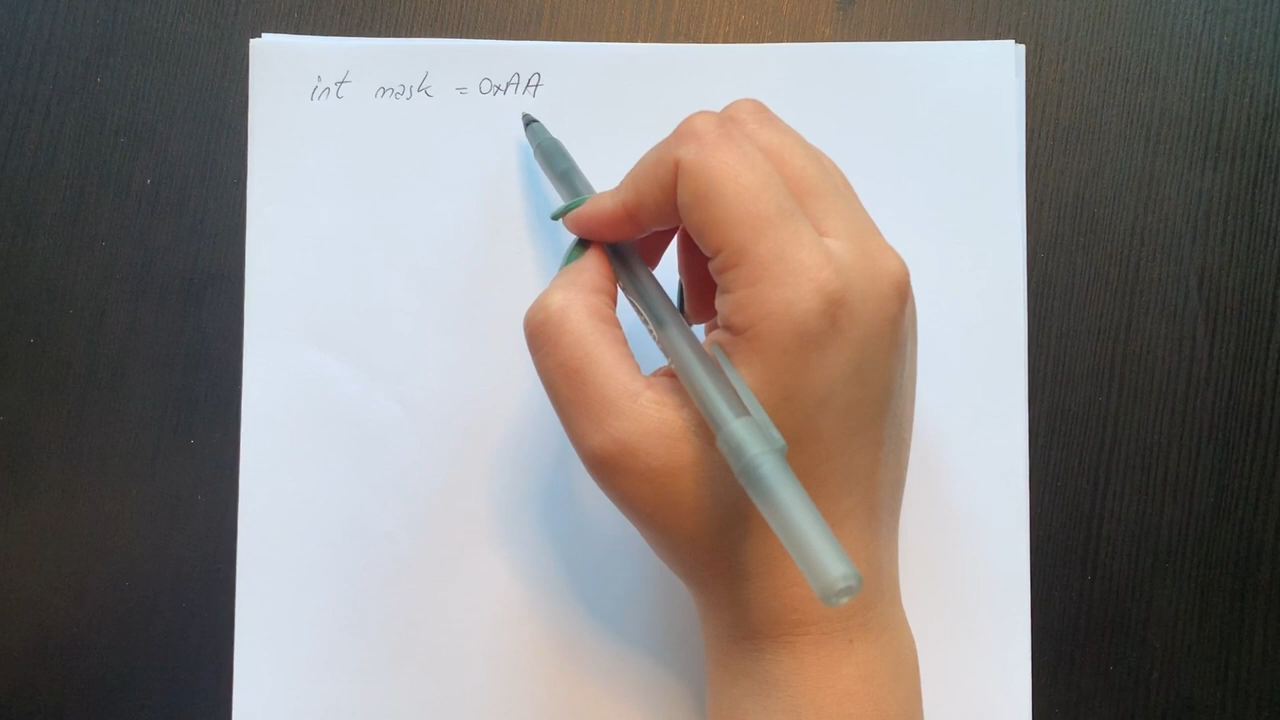 int mask = 0xAA